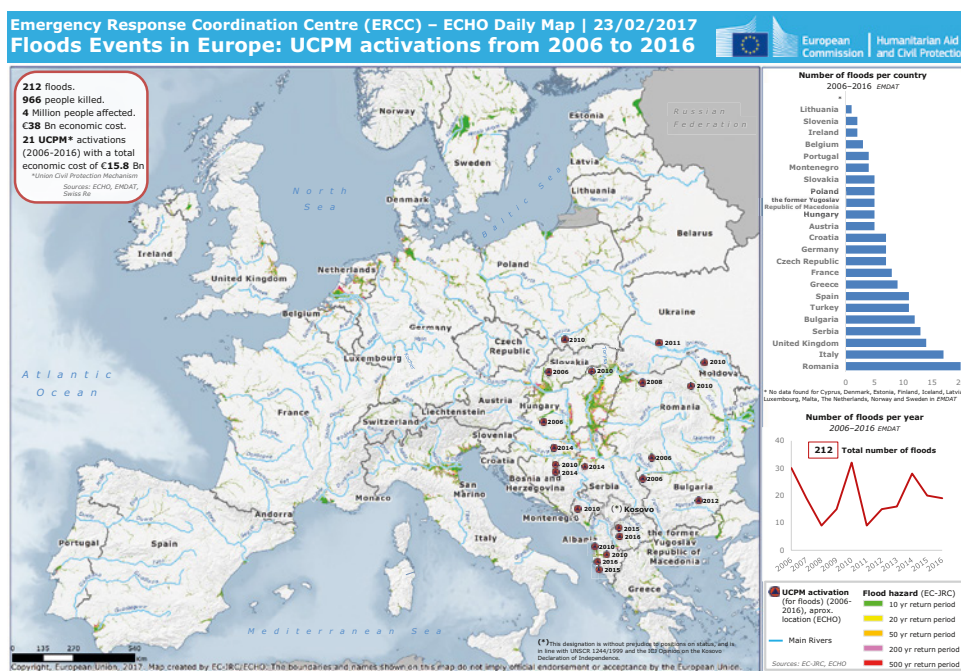 Emergency Response Coordination Centre (ERCC) – ECHO Daily Map | 23/02/2017
Floods Events in Europe: UCPM activations from 2006 to 2016
European
Commission
Humanitarian Aid
and Civil Protection
212 floods.
966 people killed.
4 Million people affected.
€38 Bn economic cost.
21 UCPM* activations
(2006-2016) with a total
economic cost of €15.8 Bn
*Union Civil Protection Mechanism
Sources: ECHO, EMDAT,
Swiss Re
Norway
Sweden
Estonia
Russian
Federation
Latvia
Lithuania
North
Sea
Baltic Sea
Denmark
Belarus
Ireland
United Kingdom
Netherlands
Poland
Belgium
Germany
Ukraine
Luxembourg
Czech
Republic
Slovakia
Moldova
Atlantic
Ocean
France
Liechtenstein
Austria
Hungary
Romania
Switzerland
Slovenia
Croatia
Bosnia and
Herzegovina
Serbia
Bulgaria
San
Marino
Monaco
Andorra
Montenegro
(*) Kosovo
Italy
Albania
the former
Yugoslav
Republic of
Macedonia
Portugal
Spain
Greece
Mediterranean Sea
2010
2011
2006
2010
2010
2008
2010
2006
2014
2010
2014
2014
2006
2006
2012
2010
2015
2016
2010
2010
2016
2015
(*)This designation is without prejudice to positions on status, and is
in line with UNSCR 1244/1999 and the ICJ Opinion on the Kosovo
Declaration of Independence.
0 135 270 540
Km
Copyright, European Union, 2017. Map created by EC-JRC/ECHO. The boundaries and names shown on this map do not imply official endorsement or acceptance by the European Union.
Number of floods per country
2006–2016 EMDAT
*
Lithuania
Slovenia
Ireland
Belgium
Portugal
Montenegro
Slovakia
Poland
the former Yugoslav
Republic of Macedonia
Hungary
Austria
Croatia
Germany
Czech Republic
France
Greece
Spain
Turkey
Bulgaria
Serbia
United Kingdom
Italy
Romania
0 5 10 15 20
* No data found for Cyprus, Denmark, Estonia, Finland, Iceland, Latvia
Luxembourg, Malta, The Netherlands, Norway and Sweden in EMDAT
Number of floods per year
2006–2016 EMDAT
212 Total number of floods
40
30
20
10
0
2006 2007 2008 2009 2010 2011 2012 2013 2014 2015 2016
UCPM activation
(for floods) (2006-
2016), aprox.
location (ECHO)
Main Rivers
Sources: EC-JRC, ECHO
Flood hazard (EC-JRC)
10 yr return period
20 yr return period
50 yr return period
200 yr return period
500 yr return period